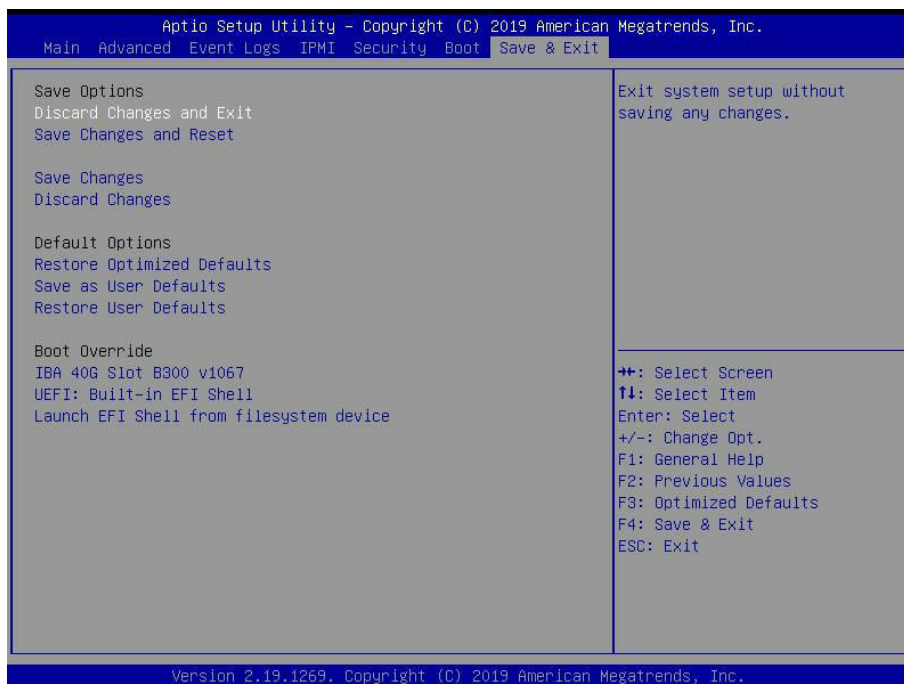 Aptio Setup Utility – Copyright (C) 2019 American Megatrends, Inc.
Main Advanced Event Logs IPMI Security Boot Save & Exit
Save Options
Discard Changes and Exit
Save Changes and Reset
Save Changes
Discard Changes
Default Options
Restore Optimized Defaults
Save as User Defaults
Restore User Defaults
Boot Override
IBA 40G Slot B300 v1067
UEFI: Built-in EFI Shell
Launch EFI Shell from filesystem device
Exit system setup without
saving any changes.
→←: Select Screen
↑↓: Select Item
Enter: Select
+/-: Change Opt.
F1: General Help
F2: Previous Values
F3: Optimized Defaults
F4: Save & Exit
ESC: Exit
Version 2.19.1269. Copyright (C) 2019 American Megatrends, Inc.